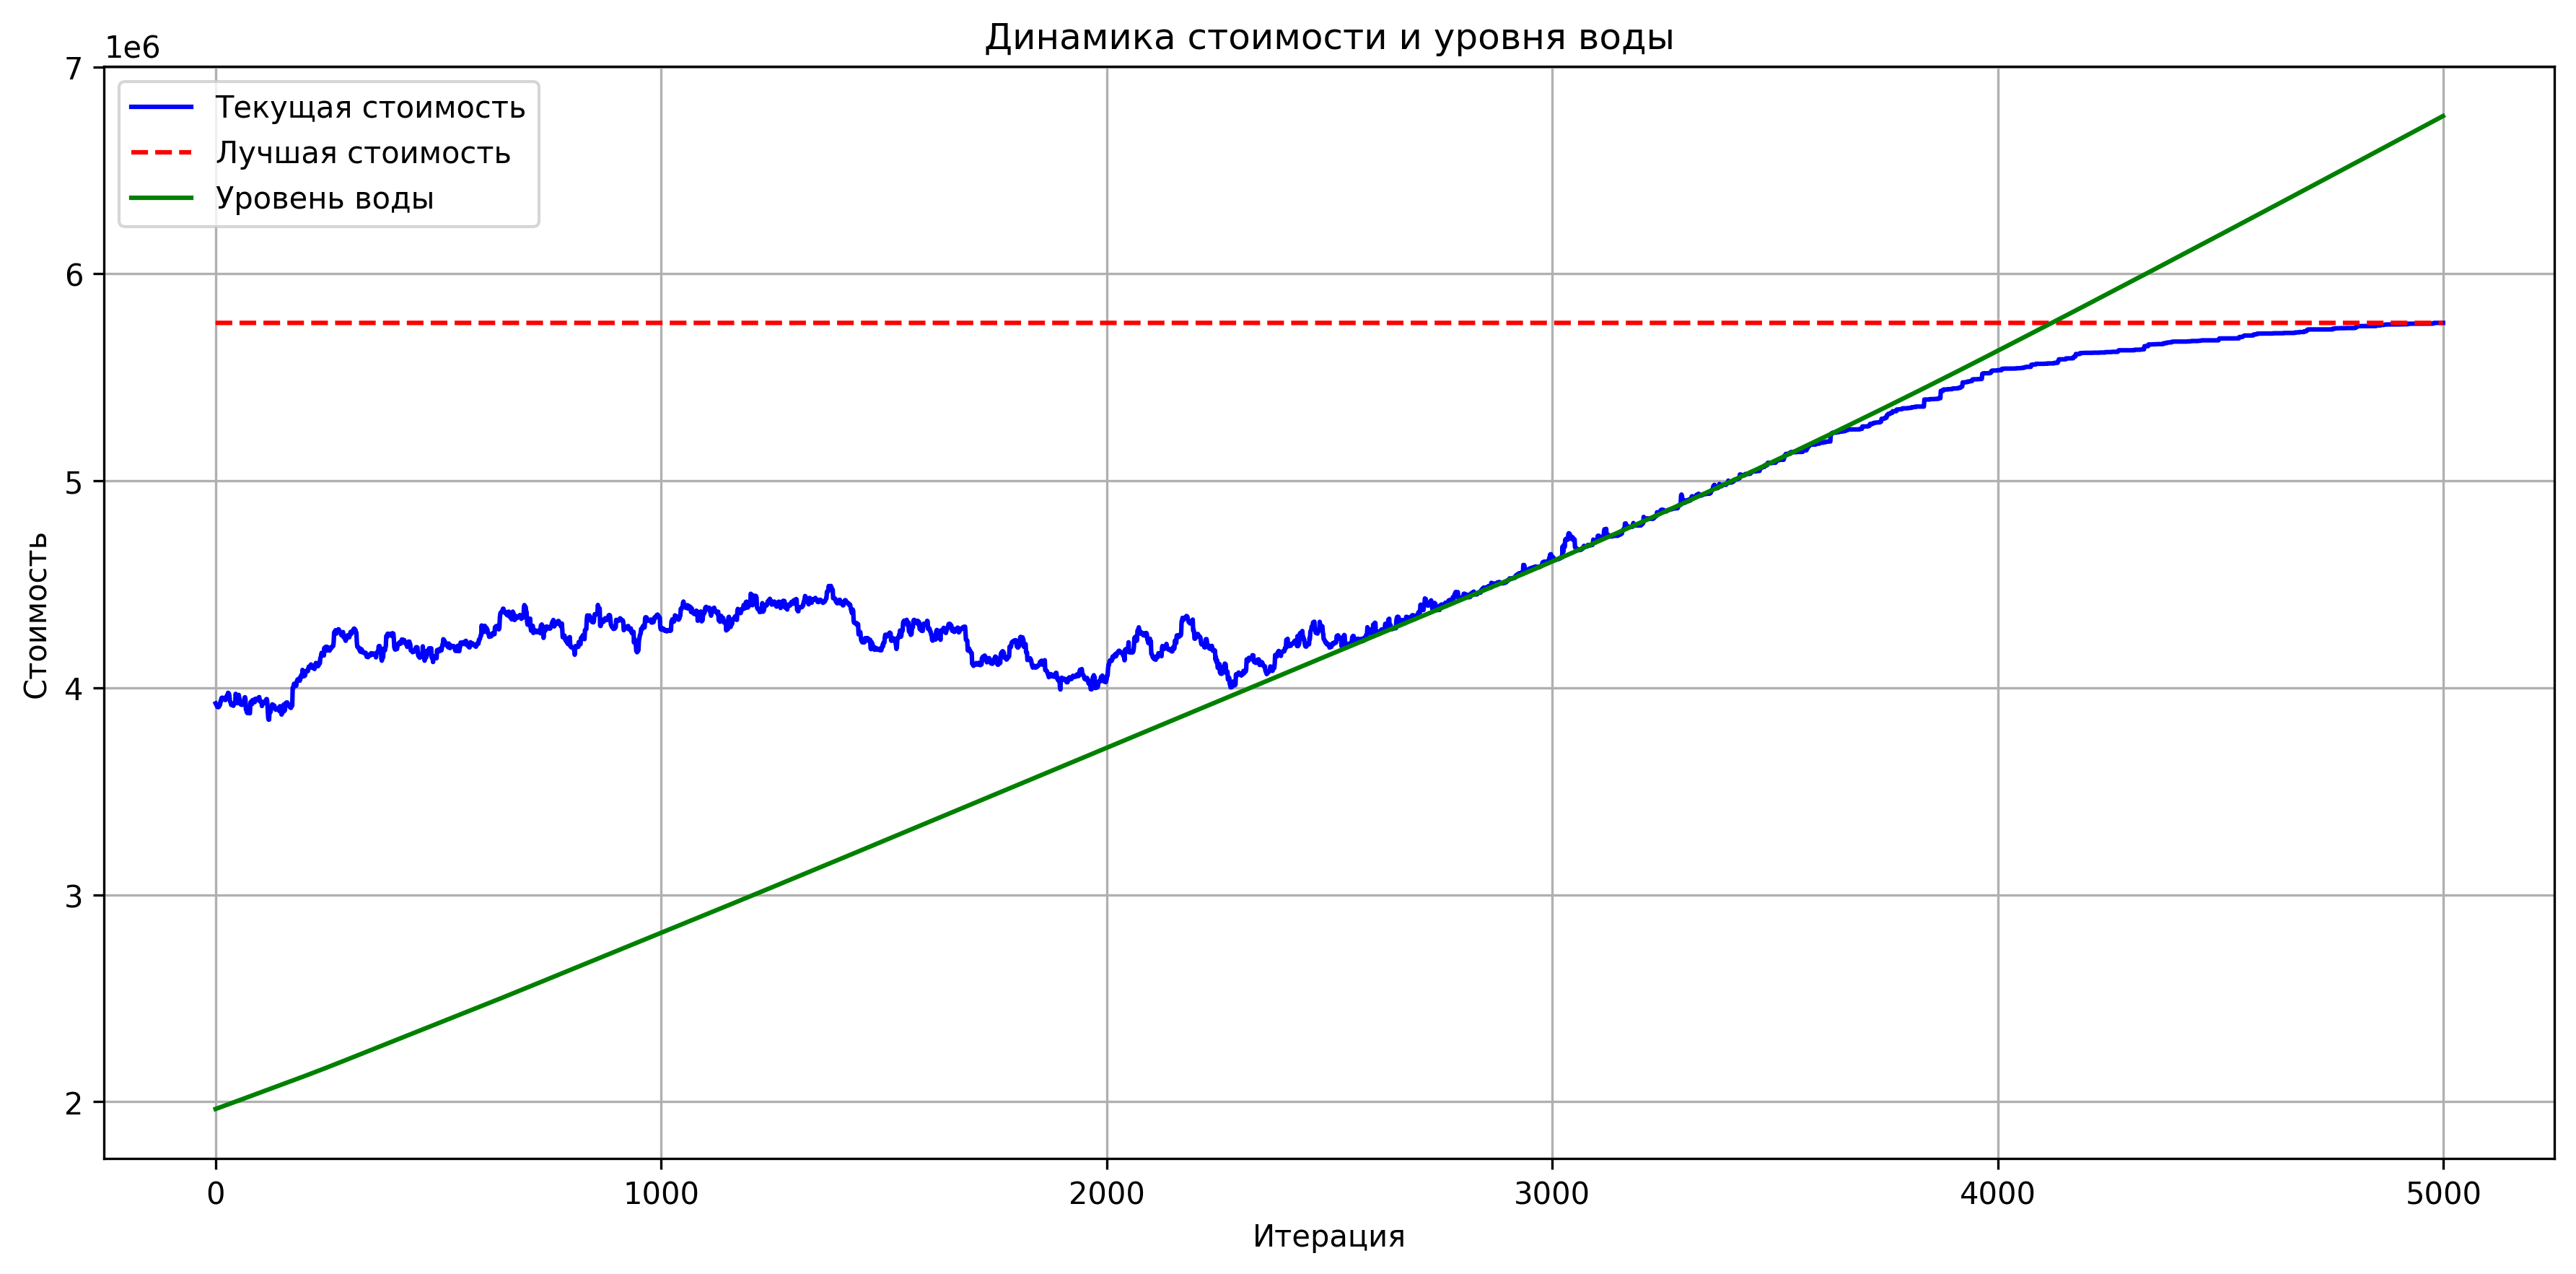 Динамика стоимости и уровня воды
1e6
7
6
5
4
3
2
Стоимость
Текущая стоимость
Лучшая стоимость
Уровень воды
0 1000 2000 3000 4000 5000
Итерация